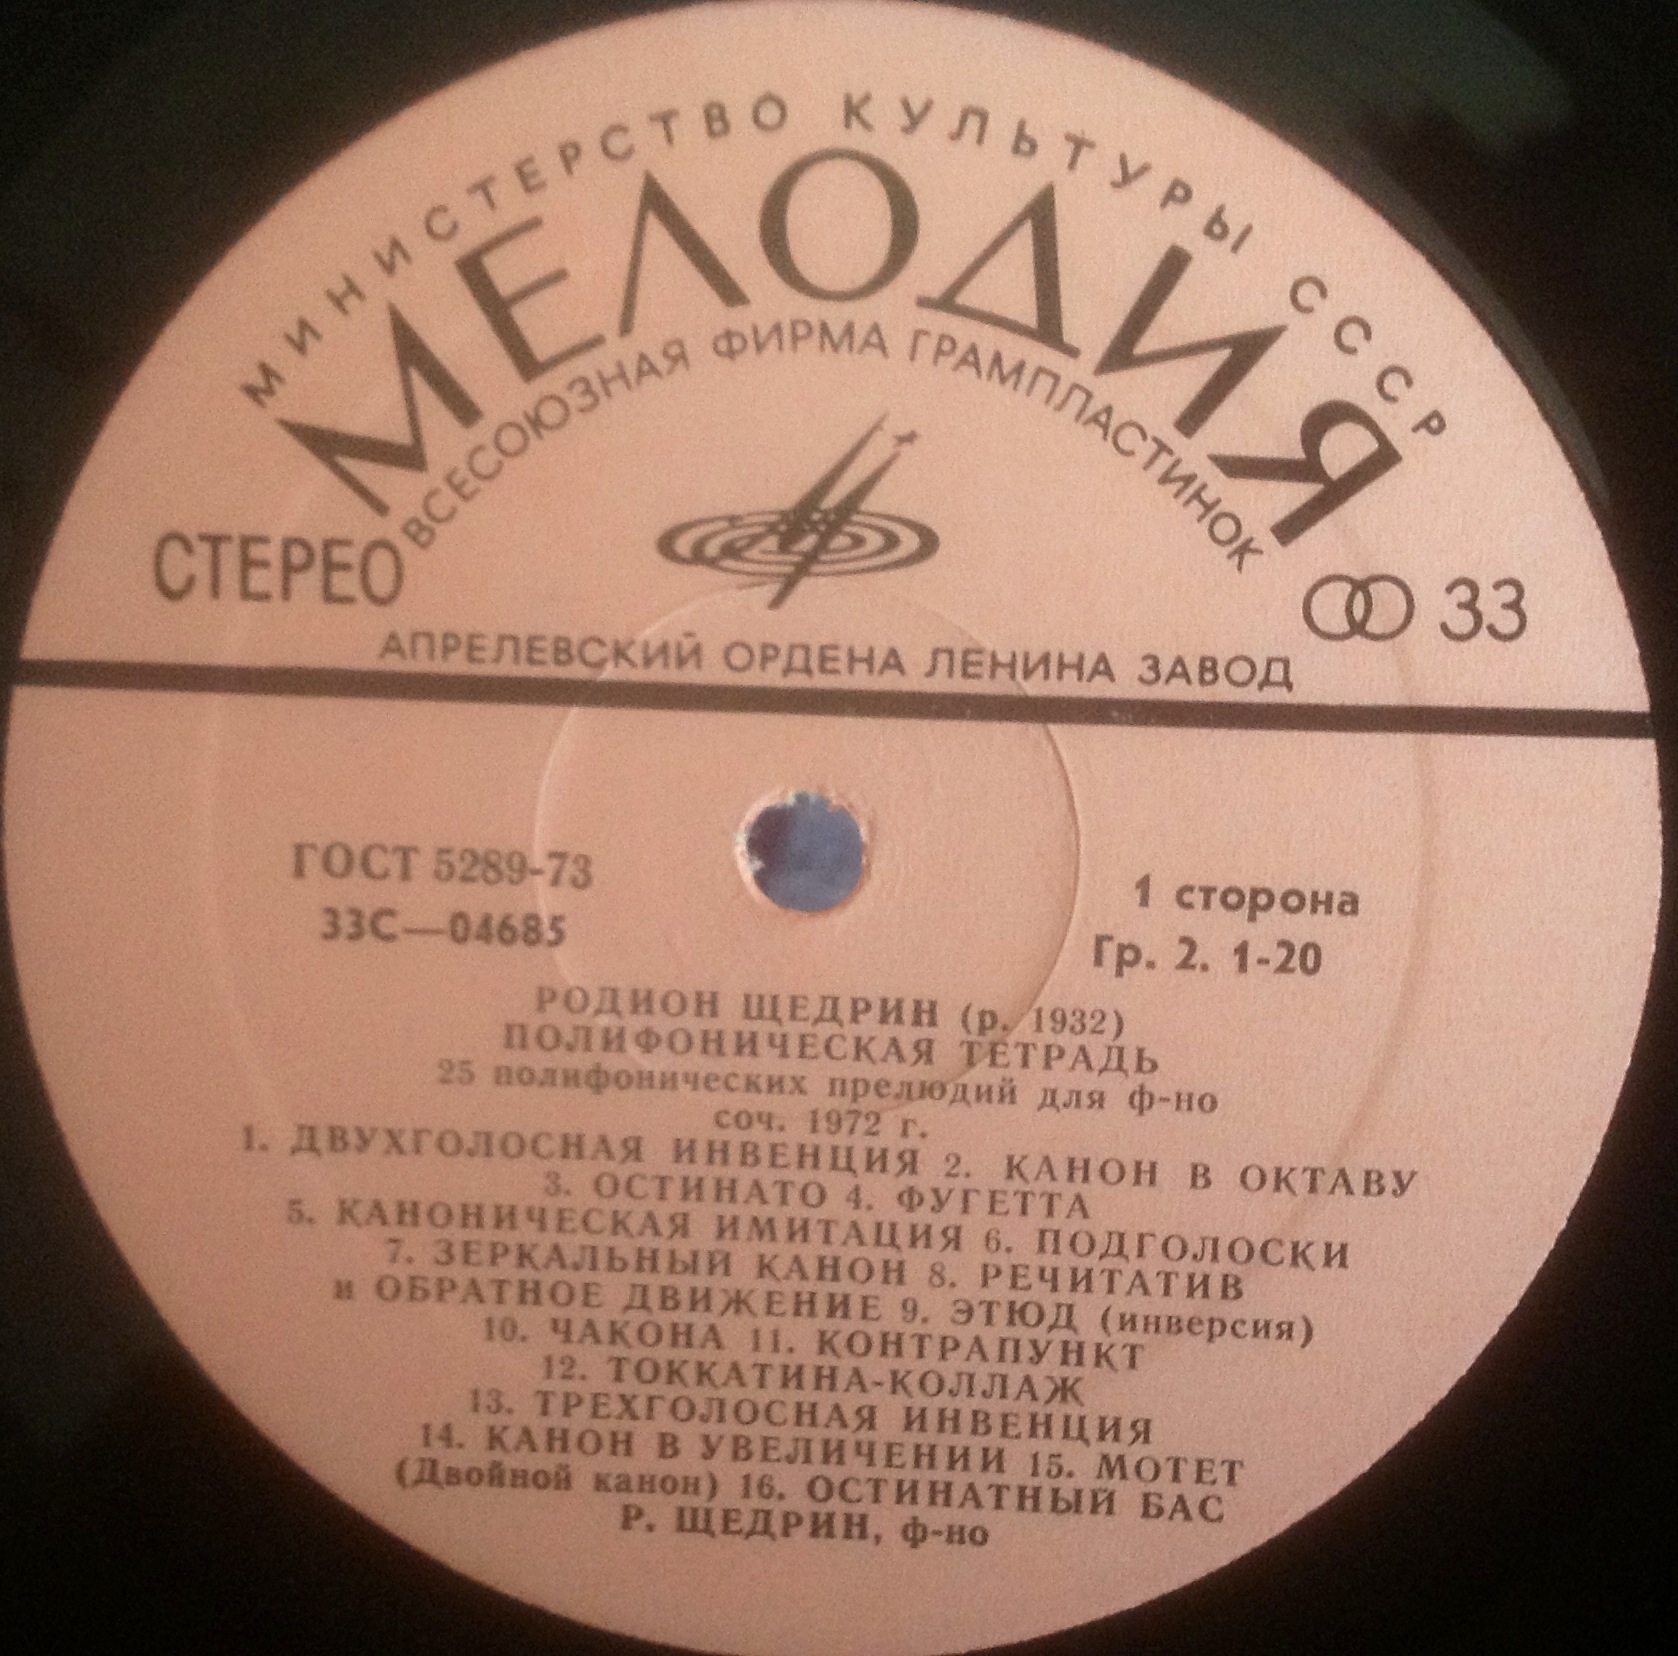 МИНИСТЕРСТВО КУЛЬТУРЫ СССР
МЕЛОДИЯ
ВСЕСОЮЗНАЯ ФИРМА ГРАМПЛАСТИНОК
СТЕРЕО
33
АПРЕЛЕВСКИЙ ОРДЕНА ЛЕНИНА ЗАВОД
ГОСТ 5289-73
33С—04685
1 сторона
Гр. 2. 1-20
РОДИОН ЩЕДРИН (р. 1932)
ПОЛИФОНИЧЕСКАЯ ТЕТРАДЬ
25 полифонических прелюдий для ф-но
соч. 1972 г.
1. ДВУХГОЛОСНАЯ ИНВЕНЦИЯ 2. КАНОН В ОКТАВУ
3. ОСТИНАТО 4. ФУГЕТТА
5. КАНОНИЧЕСКАЯ ИМИТАЦИЯ 6. ПОДГОЛОСКИ
7. ЗЕРКАЛЬНЫЙ КАНОН 8. РЕЧИТАТИВ
и ОБРАТНОЕ ДВИЖЕНИЕ 9. ЭТЮД (инверсия)
10. ЧАКОНА 11. КОНТРАПУНКТ
12. ТОККАТИНА-КОЛЛАЖ
13. ТРЕХГОЛОСНАЯ ИНВЕНЦИЯ
14. КАНОН В УВЕЛИЧЕНИИ 15. МОТЕТ
(Двойной канон) 16. ОСТИНАТНЫЙ БАС
Р. ЩЕДРИН, ф-но